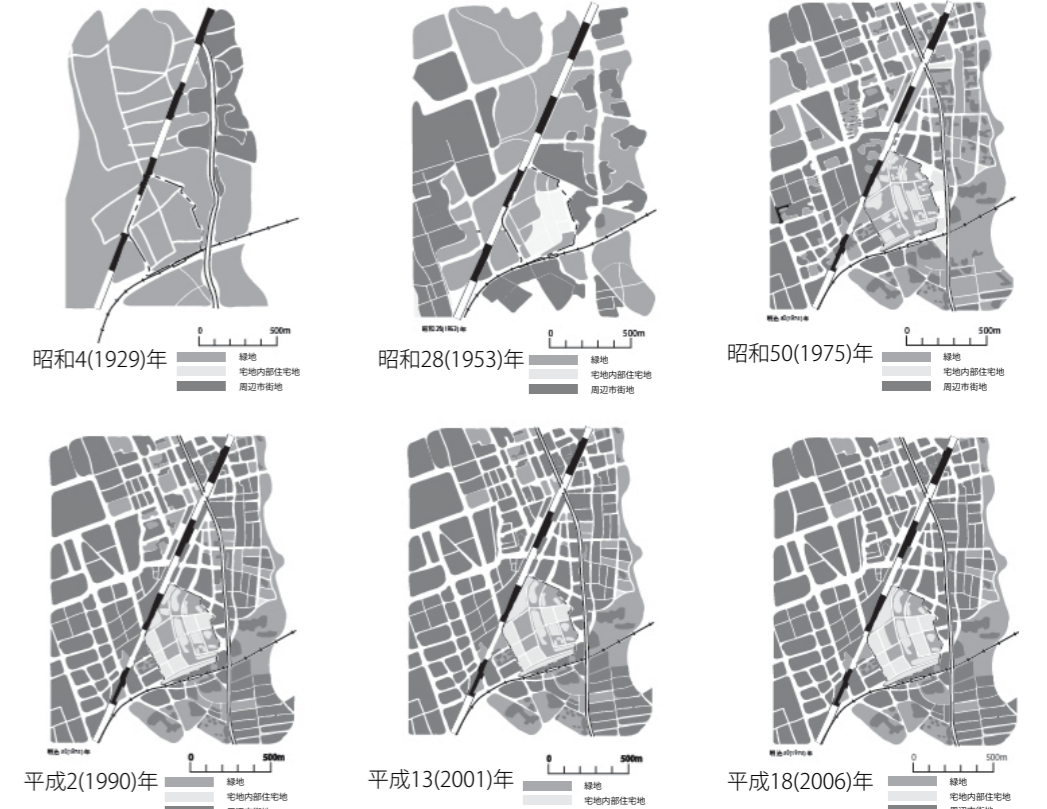 0 500m
昭和4(1929)年
緑地
宅地内部住宅地
周辺市街地
0 500m
昭和28(1953)年
緑地
宅地内部住宅地
周辺市街地
0 500m
昭和50(1975)年
緑地
宅地内部住宅地
周辺市街地
0 500m
平成2(1990)年
緑地
宅地内部住宅地
0 500m
平成13(2001)年
緑地
宅地内部住宅地
0 500m
平成18(2006)年
緑地
宅地内部住宅地
周辺市街地